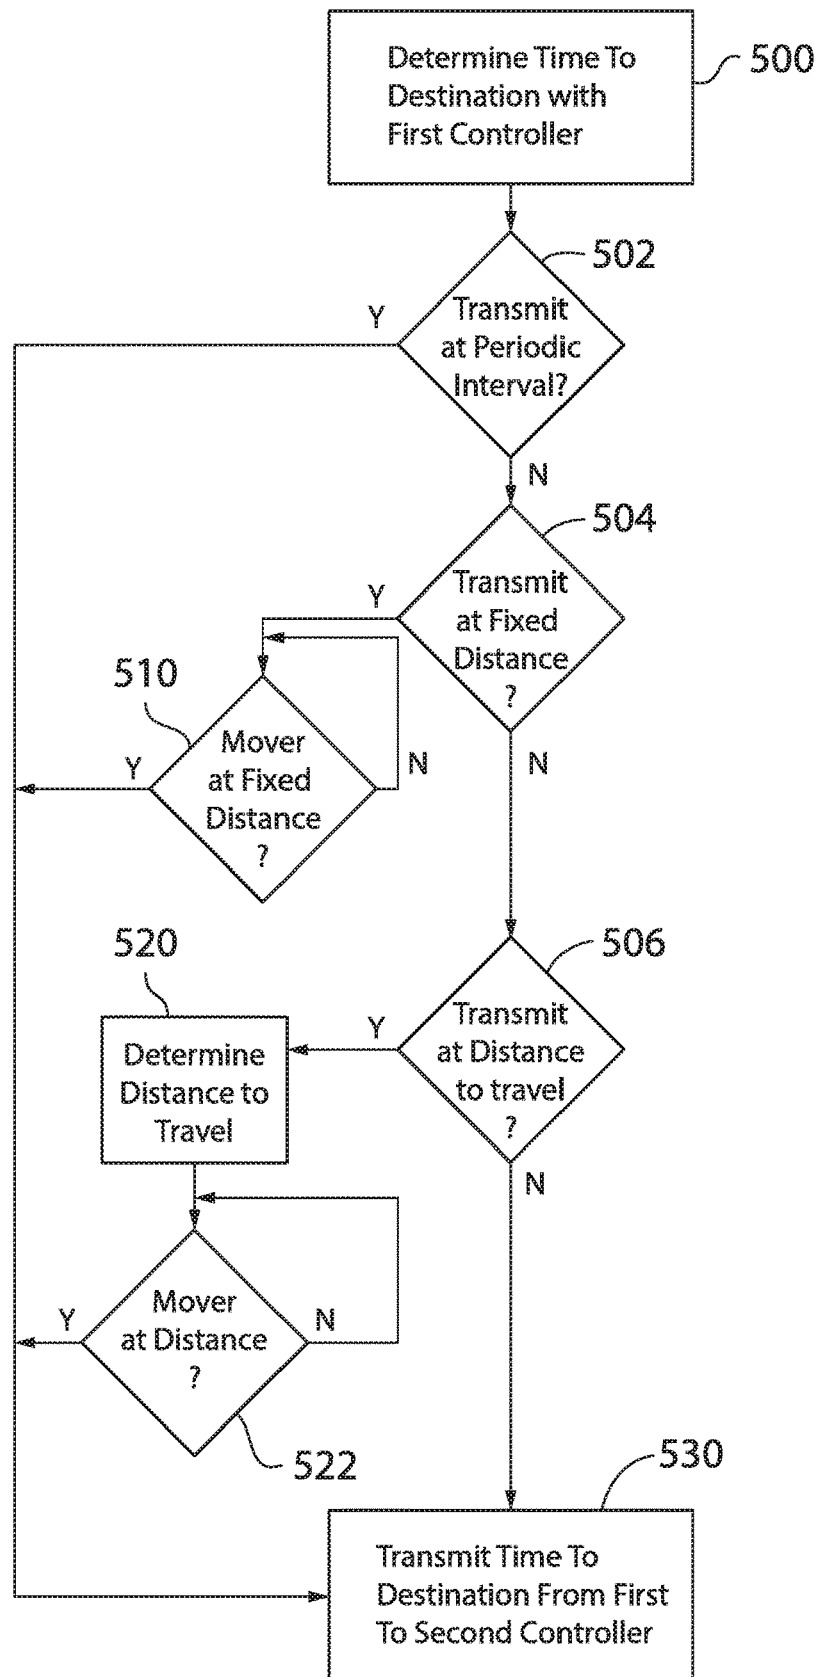 Determine Time To
Destination with
First Controller
500
502
Transmit
at Periodic
Interval?
Y
N
504
Transmit
at Fixed
Distance
?
Y
N
510
Mover
at Fixed
Distance
?
Y
N
506
Transmit
at Distance
to travel
?
Y
N
520
Determine
Distance to
Travel
Mover
at Distance
?
Y
N
522
530
Transmit Time To
Destination From First
To Second Controller